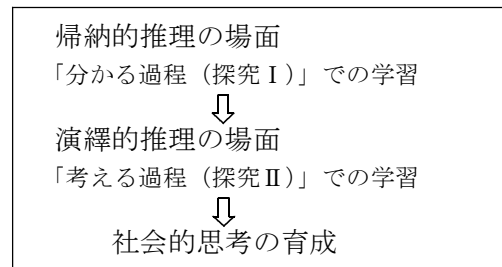 帰納的推理の場面
「分かる過程（探究Ⅰ）」での学習
演繹的推理の場面
「考える過程（探究Ⅱ）」での学習
社会的思考の育成